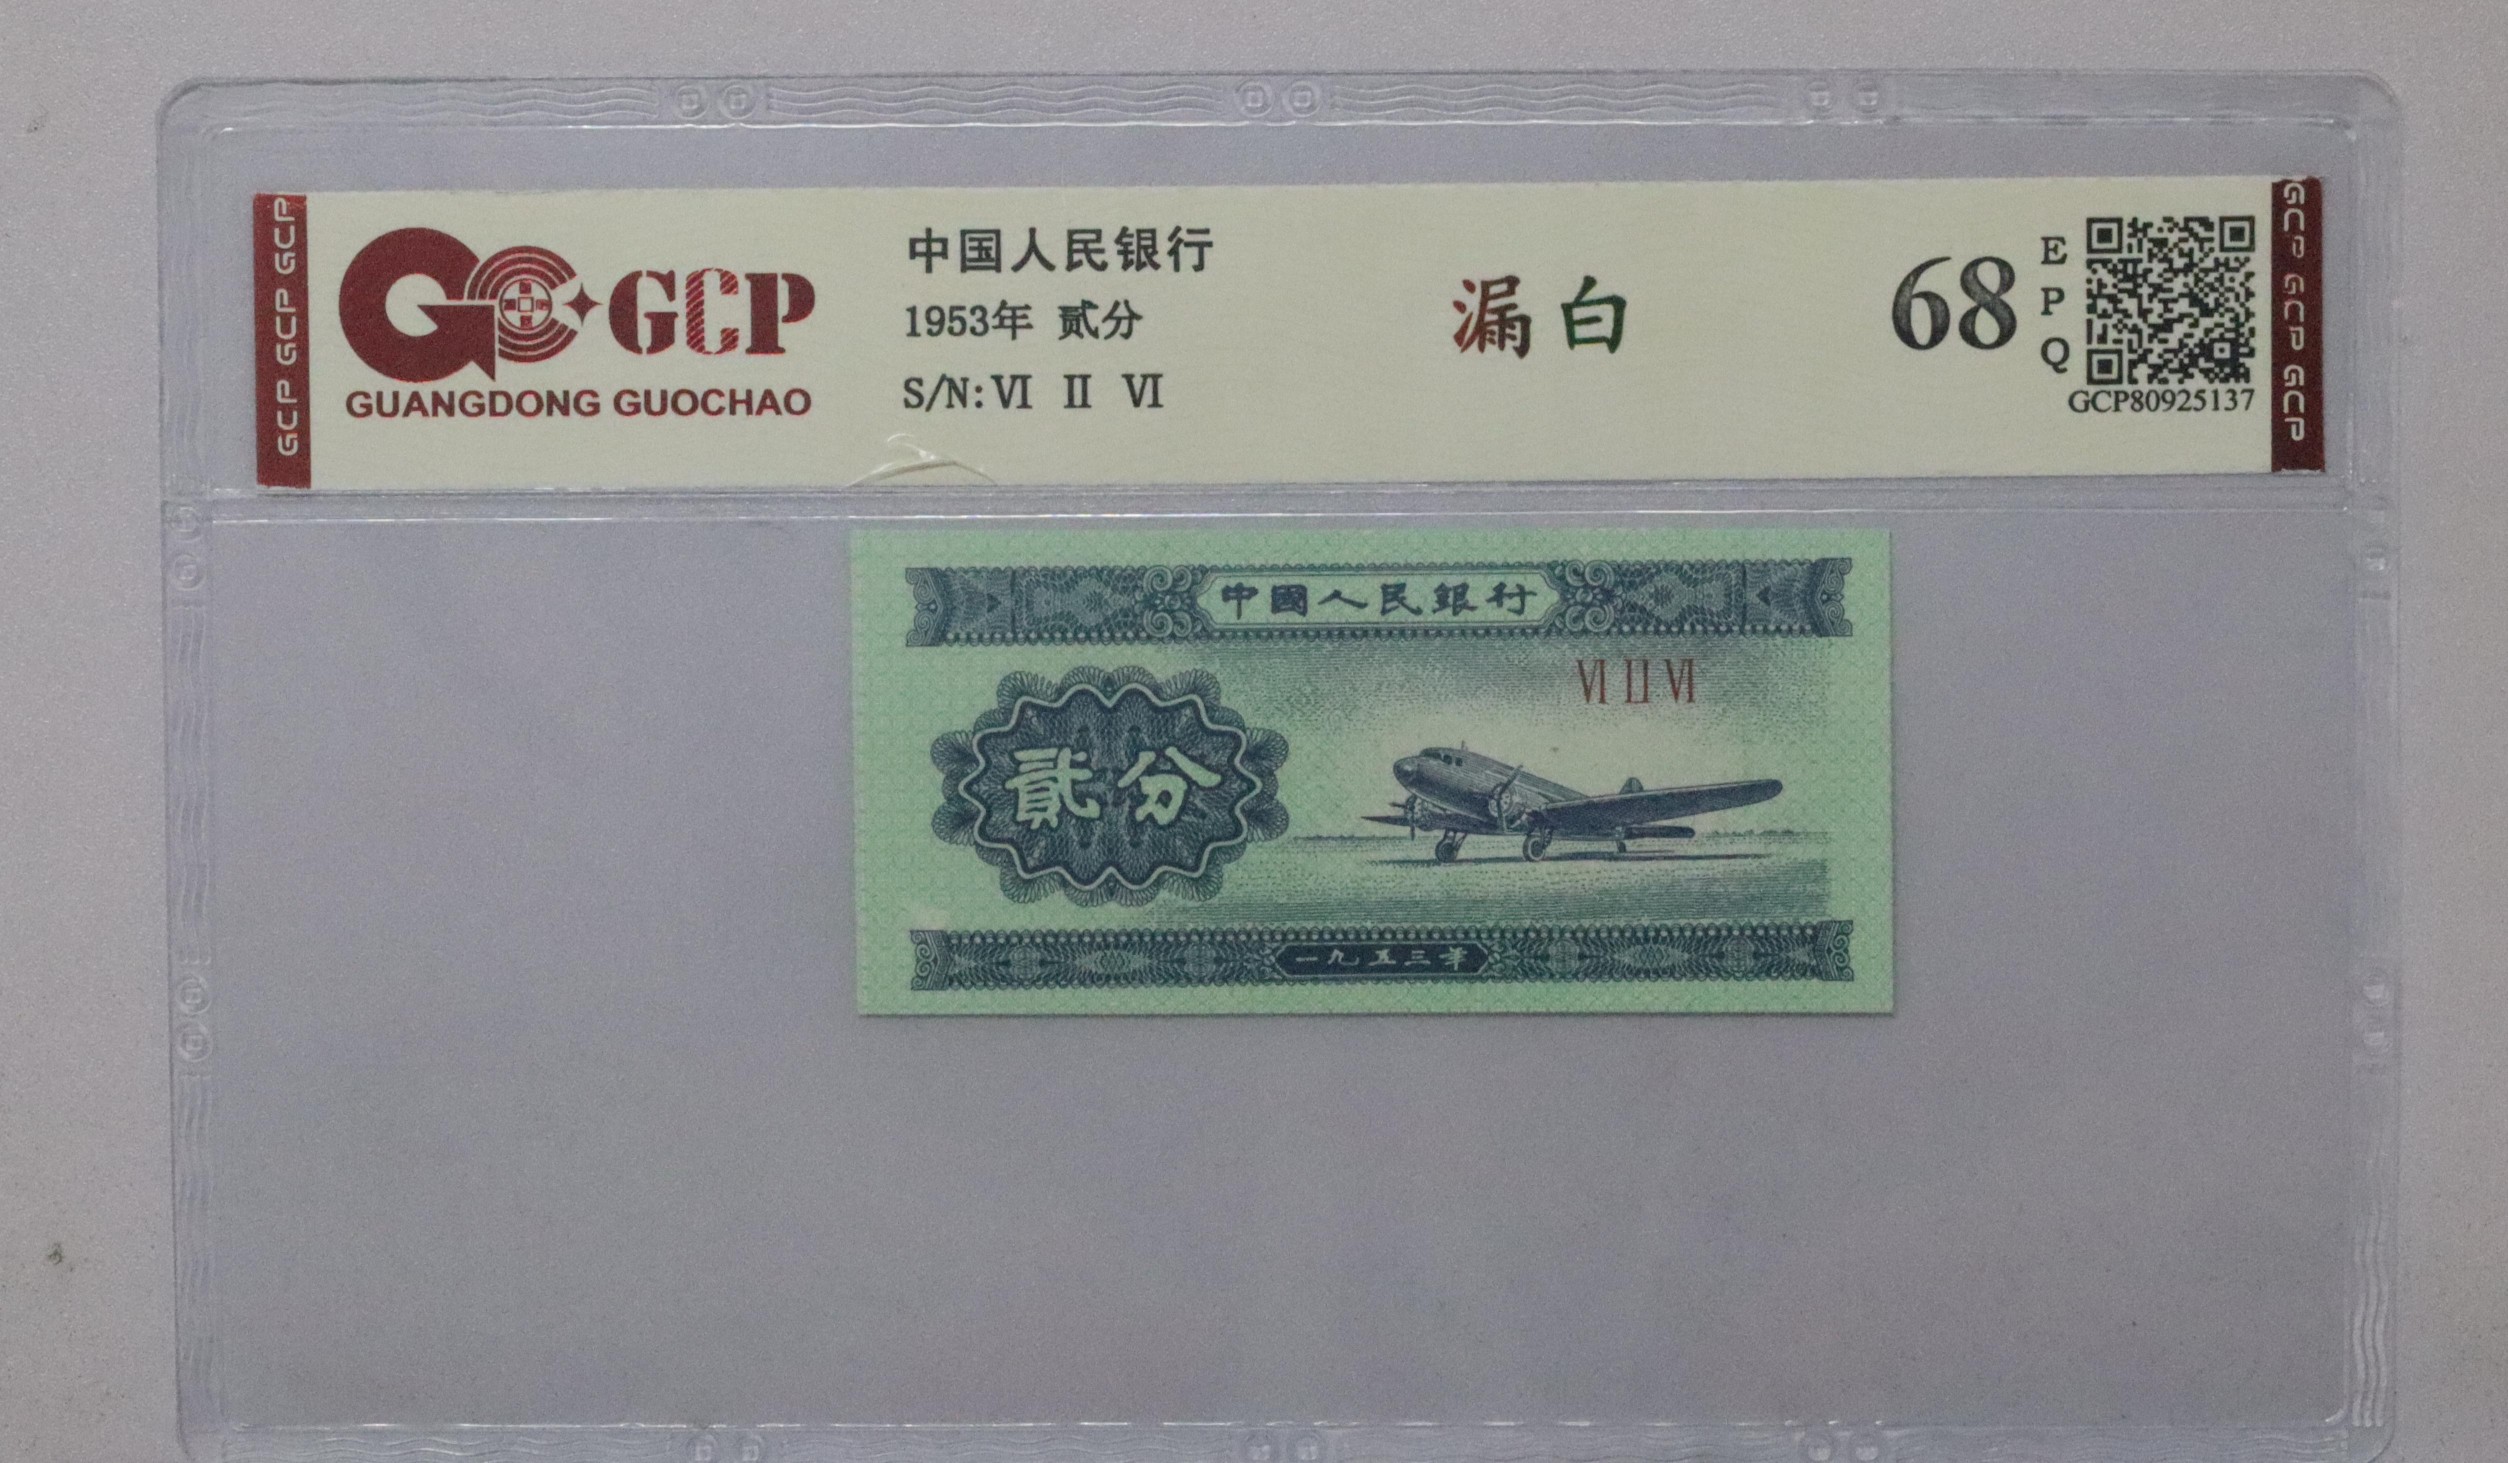 GCP GCP GCP
GCP
GUANGDONG GUOCHAO
中国人民银行
1953年 贰分
S/N: Ⅵ Ⅱ Ⅵ
漏白
68
E
P
Q
GCP80925137
GCP GCP GCP
中國人民銀行
Ⅵ Ⅱ Ⅵ
貳分
一九五三年